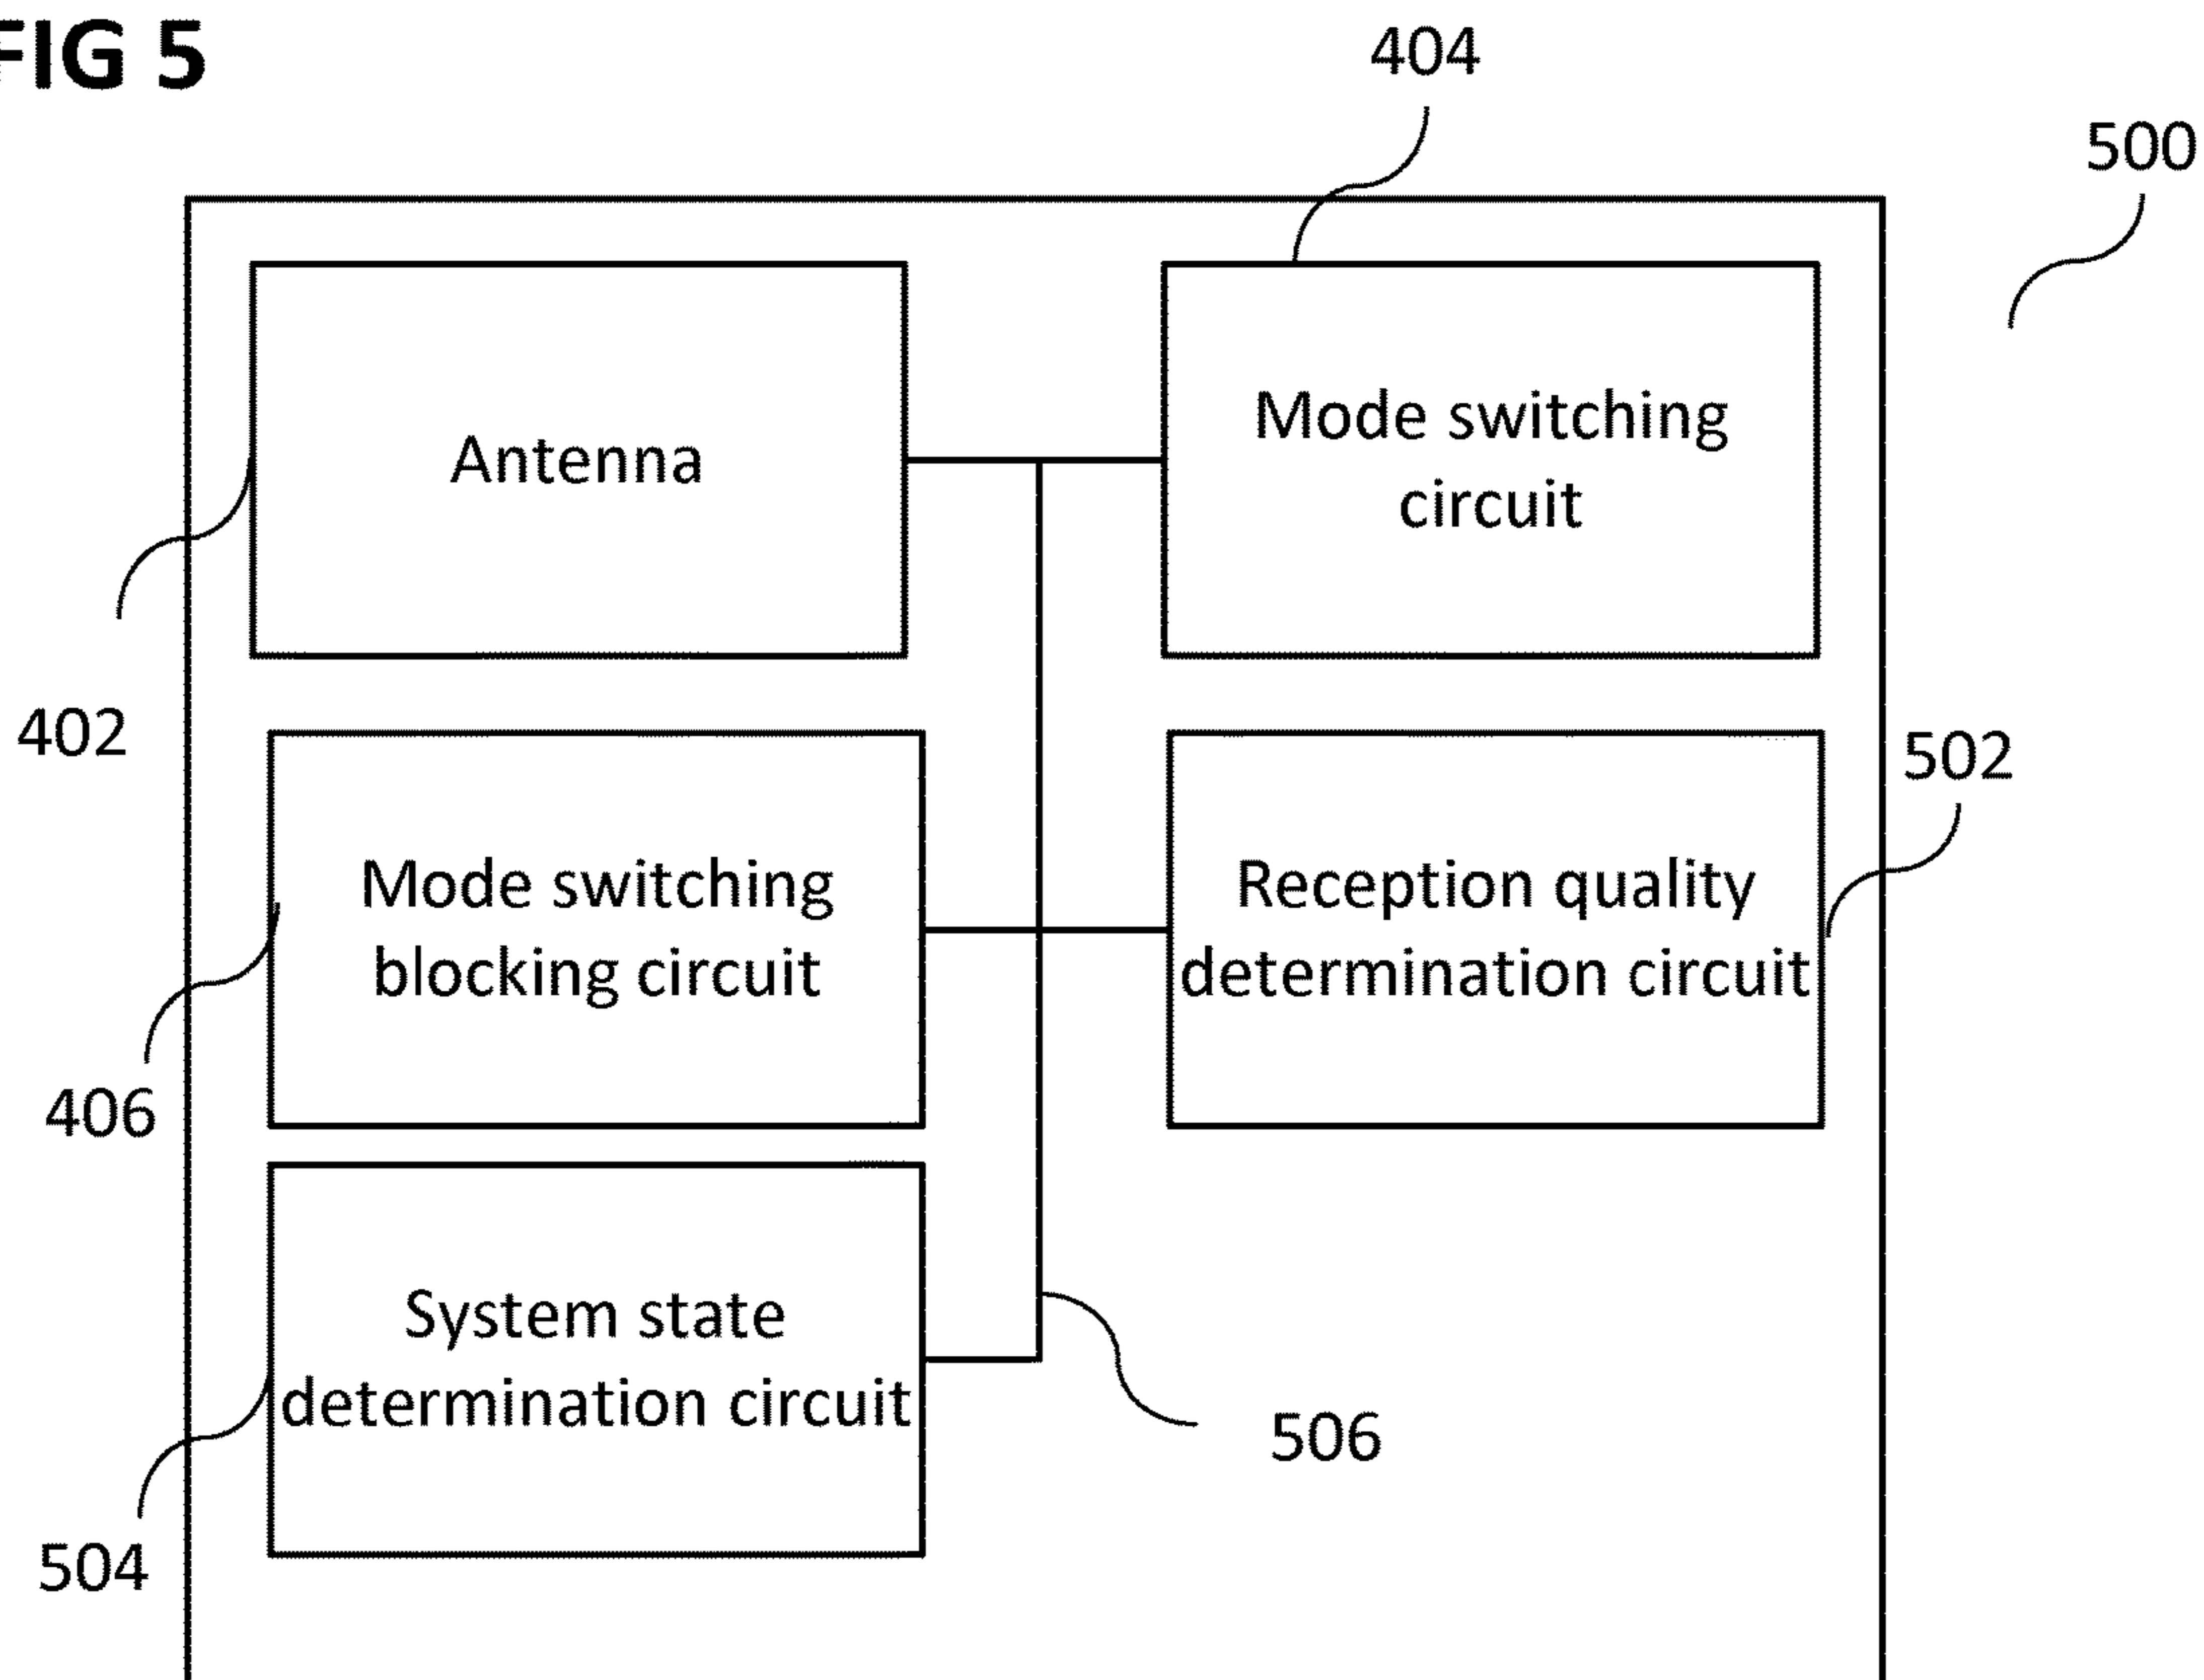 FIG 5
404
500
Antenna
Mode switching
circuit
402
502
Mode switching
blocking circuit
Reception quality
determination circuit
406
System state
determination circuit
506
504